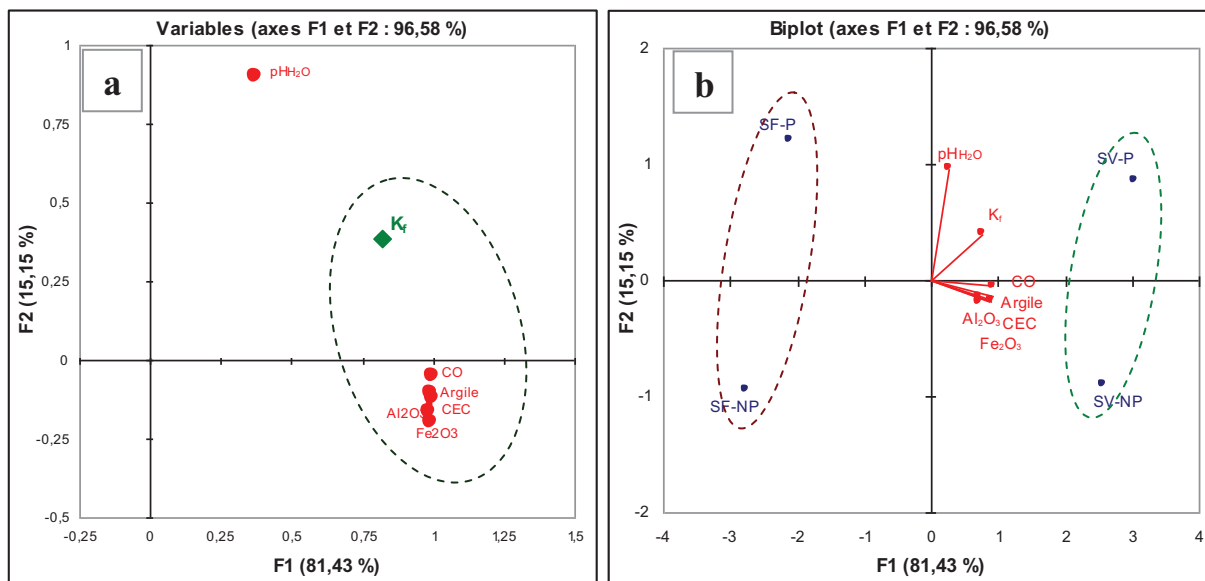 Variables (axes F1 et F2 : 96,58 %)
a
1
0,75
0,5
0,25
0
-0,25
-0,5
F2 (15,15 %)
pHH₂O
Kf
CO
Argile
Al2O3
CEC
Fe2O3
-0,25 0 0,25 0,5 0,75 1 1,25 1,5
F1 (81,43 %)
Biplot (axes F1 et F2 : 96,58 %)
b
2
1
0
-1
-2
F2 (15,15 %)
SF-P
SV-P
pHH₂O
Kf
CO
Argile
Al₂O₃ CEC
Fe₂O₃
SF-NP
SV-NP
-4 -3 -2 -1 0 1 2 3 4
F1 (81,43 %)